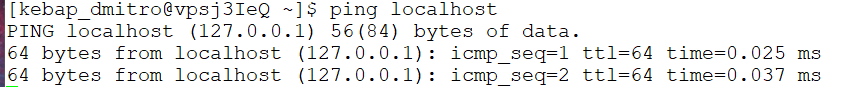 [kebap_dmitro@vpsj3IeQ ~]$ ping localhost
PING localhost (127.0.0.1) 56(84) bytes of data.
64 bytes from localhost (127.0.0.1): icmp_seq=1 ttl=64 time=0.025 ms
64 bytes from localhost (127.0.0.1): icmp_seq=2 ttl=64 time=0.037 ms